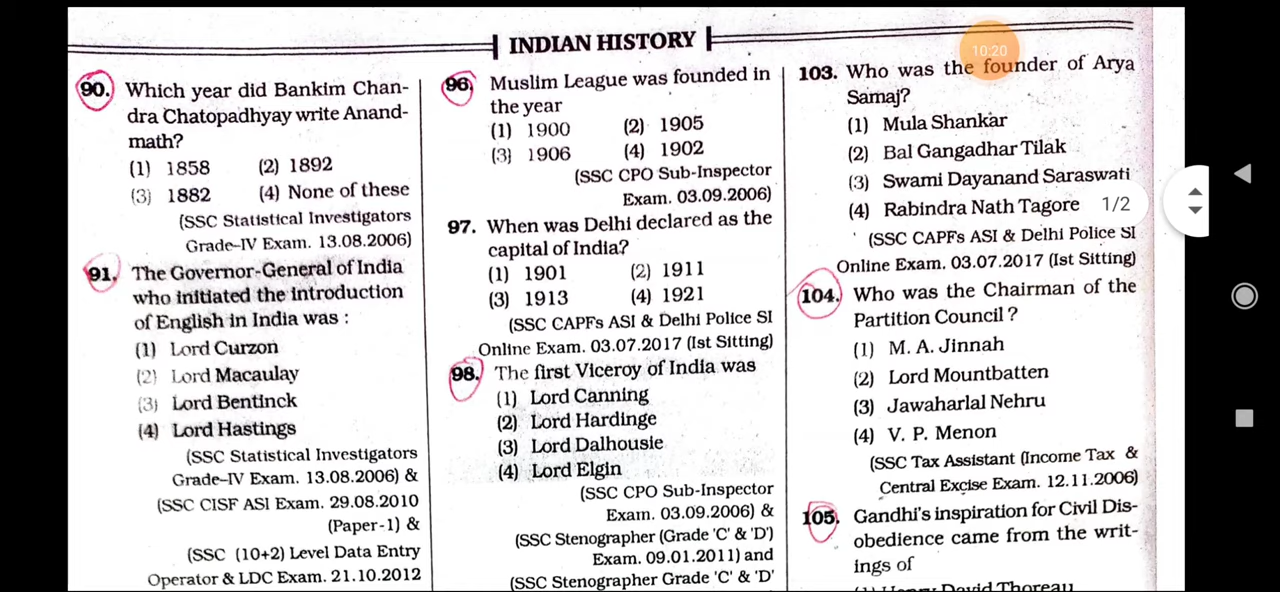 INDIAN HISTORY
10:20
90. Which year did Bankim Chan-
dra Chatopadhyay write Anand-
math?
(1) 1858 (2) 1892
(3) 1882 (4) None of these
(SSC Statistical Investigators
Grade–IV Exam. 13.08.2006)
91. The Governor-General of India
who initiated the introduction
of English in India was :
(1) Lord Curzon
(2) Lord Macaulay
(3) Lord Bentinck
(4) Lord Hastings
(SSC Statistical Investigators
Grade–IV Exam. 13.08.2006) &
(SSC CISF ASI Exam. 29.08.2010
(Paper-1) &
(SSC (10+2) Level Data Entry
Operator & LDC Exam. 21.10.2012
96. Muslim League was founded in
the year
(1) 1900 (2) 1905
(3) 1906 (4) 1902
(SSC CPO Sub-Inspector
Exam. 03.09.2006)
97. When was Delhi declared as the
capital of India?
(1) 1901 (2) 1911
(3) 1913 (4) 1921
(SSC CAPFs ASI & Delhi Police SI
Online Exam. 03.07.2017 (Ist Sitting)
98. The first Viceroy of India was
(1) Lord Canning
(2) Lord Hardinge
(3) Lord Dalhousie
(4) Lord Elgin
(SSC CPO Sub-Inspector
Exam. 03.09.2006) &
(SSC Stenographer (Grade 'C' & 'D')
Exam. 09.01.2011) and
(SSC Stenographer Grade 'C' & 'D'
103. Who was the founder of Arya
Samaj?
(1) Mula Shankar
(2) Bal Gangadhar Tilak
(3) Swami Dayanand Saraswati
(4) Rabindra Nath Tagore 1/2
(SSC CAPFs ASI & Delhi Police SI
Online Exam. 03.07.2017 (Ist Sitting)
104. Who was the Chairman of the
Partition Council ?
(1) M. A. Jinnah
(2) Lord Mountbatten
(3) Jawaharlal Nehru
(4) V. P. Menon
(SSC Tax Assistant (Income Tax &
Central Excise Exam. 12.11.2006)
105. Gandhi's inspiration for Civil Dis-
obedience came from the writ-
ings of
(1) Henry David Thoreau